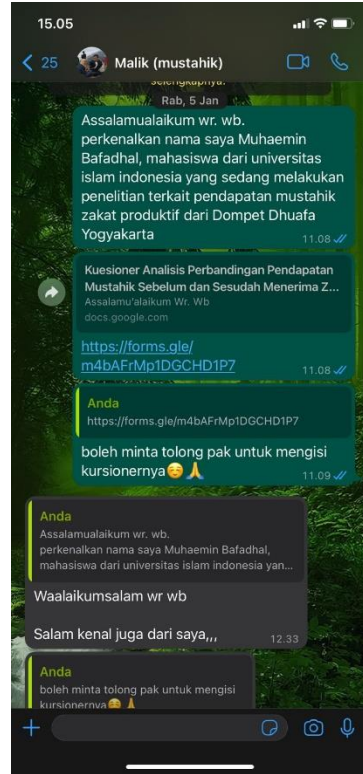 15.05
25
Malik (mustahik)
selengkapnya.
Rab, 5 Jan
Assalamualaikum wr. wb.
perkenalkan nama saya Muhaemin
Bafadhal, mahasiswa dari universitas
islam indonesia yang sedang melakukan
penelitian terkait pendapatan mustahik
zakat produktif dari Dompet Dhuafa
Yogyakarta
11.08
Kuesioner Analisis Perbandingan Pendapatan
Mustahik Sebelum dan Sesudah Menerima Z...
Assalamu'alaikum Wr. Wb
docs.google.com
https://forms.gle/
m4bAFrMp1DGCHD1P7
11.08
Anda
https://forms.gle/m4bAFrMp1DGCHD1P7
boleh minta tolong pak untuk mengisi
kursionernya😊🙏
11.09
Anda
Assalamualaikum wr. wb.
perkenalkan nama saya Muhaemin Bafadhal,
mahasiswa dari universitas islam indonesia yan...
Waalaikumsalam wr wb
Salam kenal juga dari saya,,,
12.33
Anda
boleh minta tolong pak untuk mengisi
kursionernya😊🙏